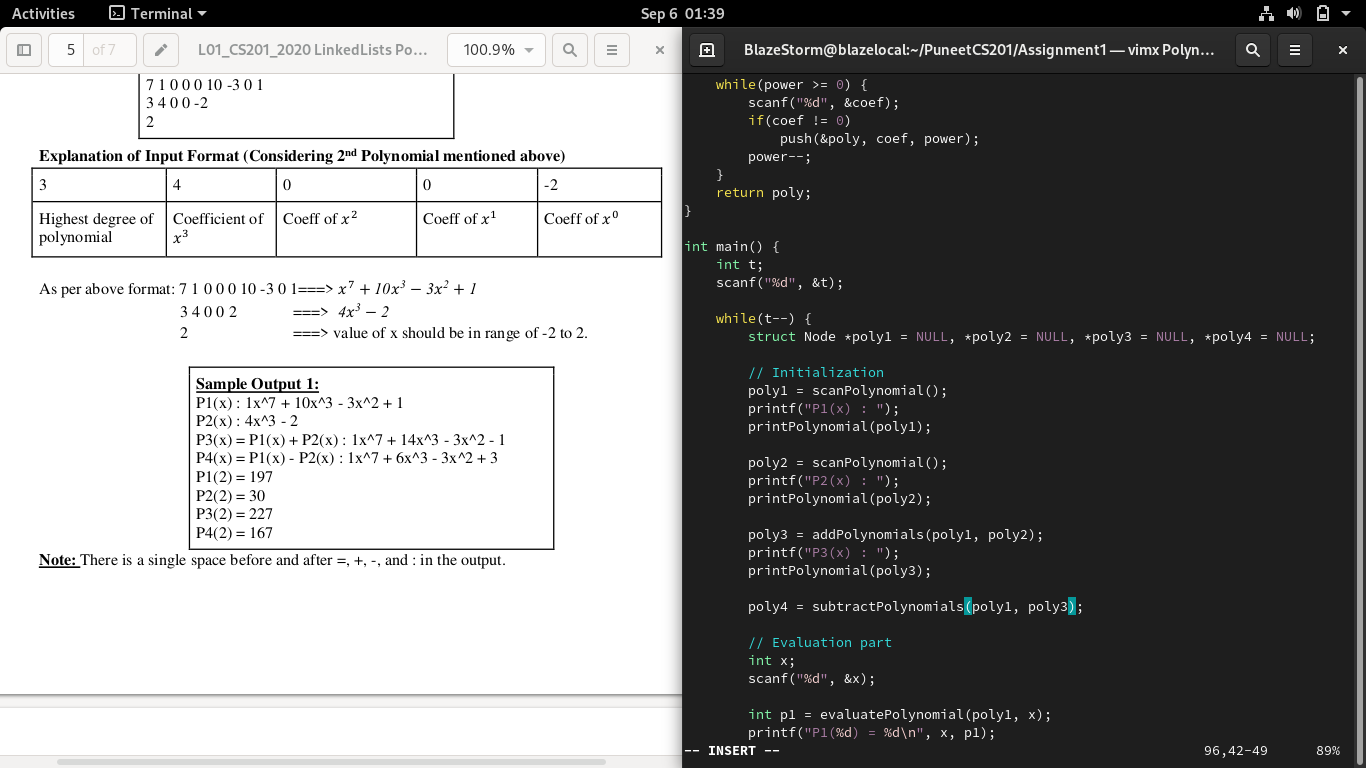 Activities Terminal Sep 6 01:39
5 of 7 L01_CS201_2020 LinkedLists Po... 100.9%
7 1 0 0 0 10 -3 0 1
3 4 0 0 -2
2
Explanation of Input Format (Considering 2nd Polynomial mentioned above)
3 4 0 0 -2
Highest degree of polynomial Coefficient of x³ Coeff of x² Coeff of x¹ Coeff of x⁰
As per above format: 7 1 0 0 0 10 -3 0 1===> x⁷ + 10x³ − 3x² + 1
3 4 0 0 2 ===> 4x³ − 2
2 ===> value of x should be in range of -2 to 2.
Sample Output 1:
P1(x) : 1x^7 + 10x^3 - 3x^2 + 1
P2(x) : 4x^3 - 2
P3(x) = P1(x) + P2(x) : 1x^7 + 14x^3 - 3x^2 - 1
P4(x) = P1(x) - P2(x) : 1x^7 + 6x^3 - 3x^2 + 3
P1(2) = 197
P2(2) = 30
P3(2) = 227
P4(2) = 167
Note: There is a single space before and after =, +, -, and : in the output.
BlazeStorm@blazelocal:~/PuneetCS201/Assignment1 — vimx Polyn...
while(power >= 0) {
scanf("%d", &coef);
if(coef != 0)
push(&poly, coef, power);
power--;
}
return poly;
}
int main() {
int t;
scanf("%d", &t);
while(t--) {
struct Node *poly1 = NULL, *poly2 = NULL, *poly3 = NULL, *poly4 = NULL;
// Initialization
poly1 = scanPolynomial();
printf("P1(x) : ");
printPolynomial(poly1);
poly2 = scanPolynomial();
printf("P2(x) : ");
printPolynomial(poly2);
poly3 = addPolynomials(poly1, poly2);
printf("P3(x) : ");
printPolynomial(poly3);
poly4 = subtractPolynomials(poly1, poly3);
// Evaluation part
int x;
scanf("%d", &x);
int p1 = evaluatePolynomial(poly1, x);
printf("P1(%d) = %d\n", x, p1);
-- INSERT -- 96,42-49 89%